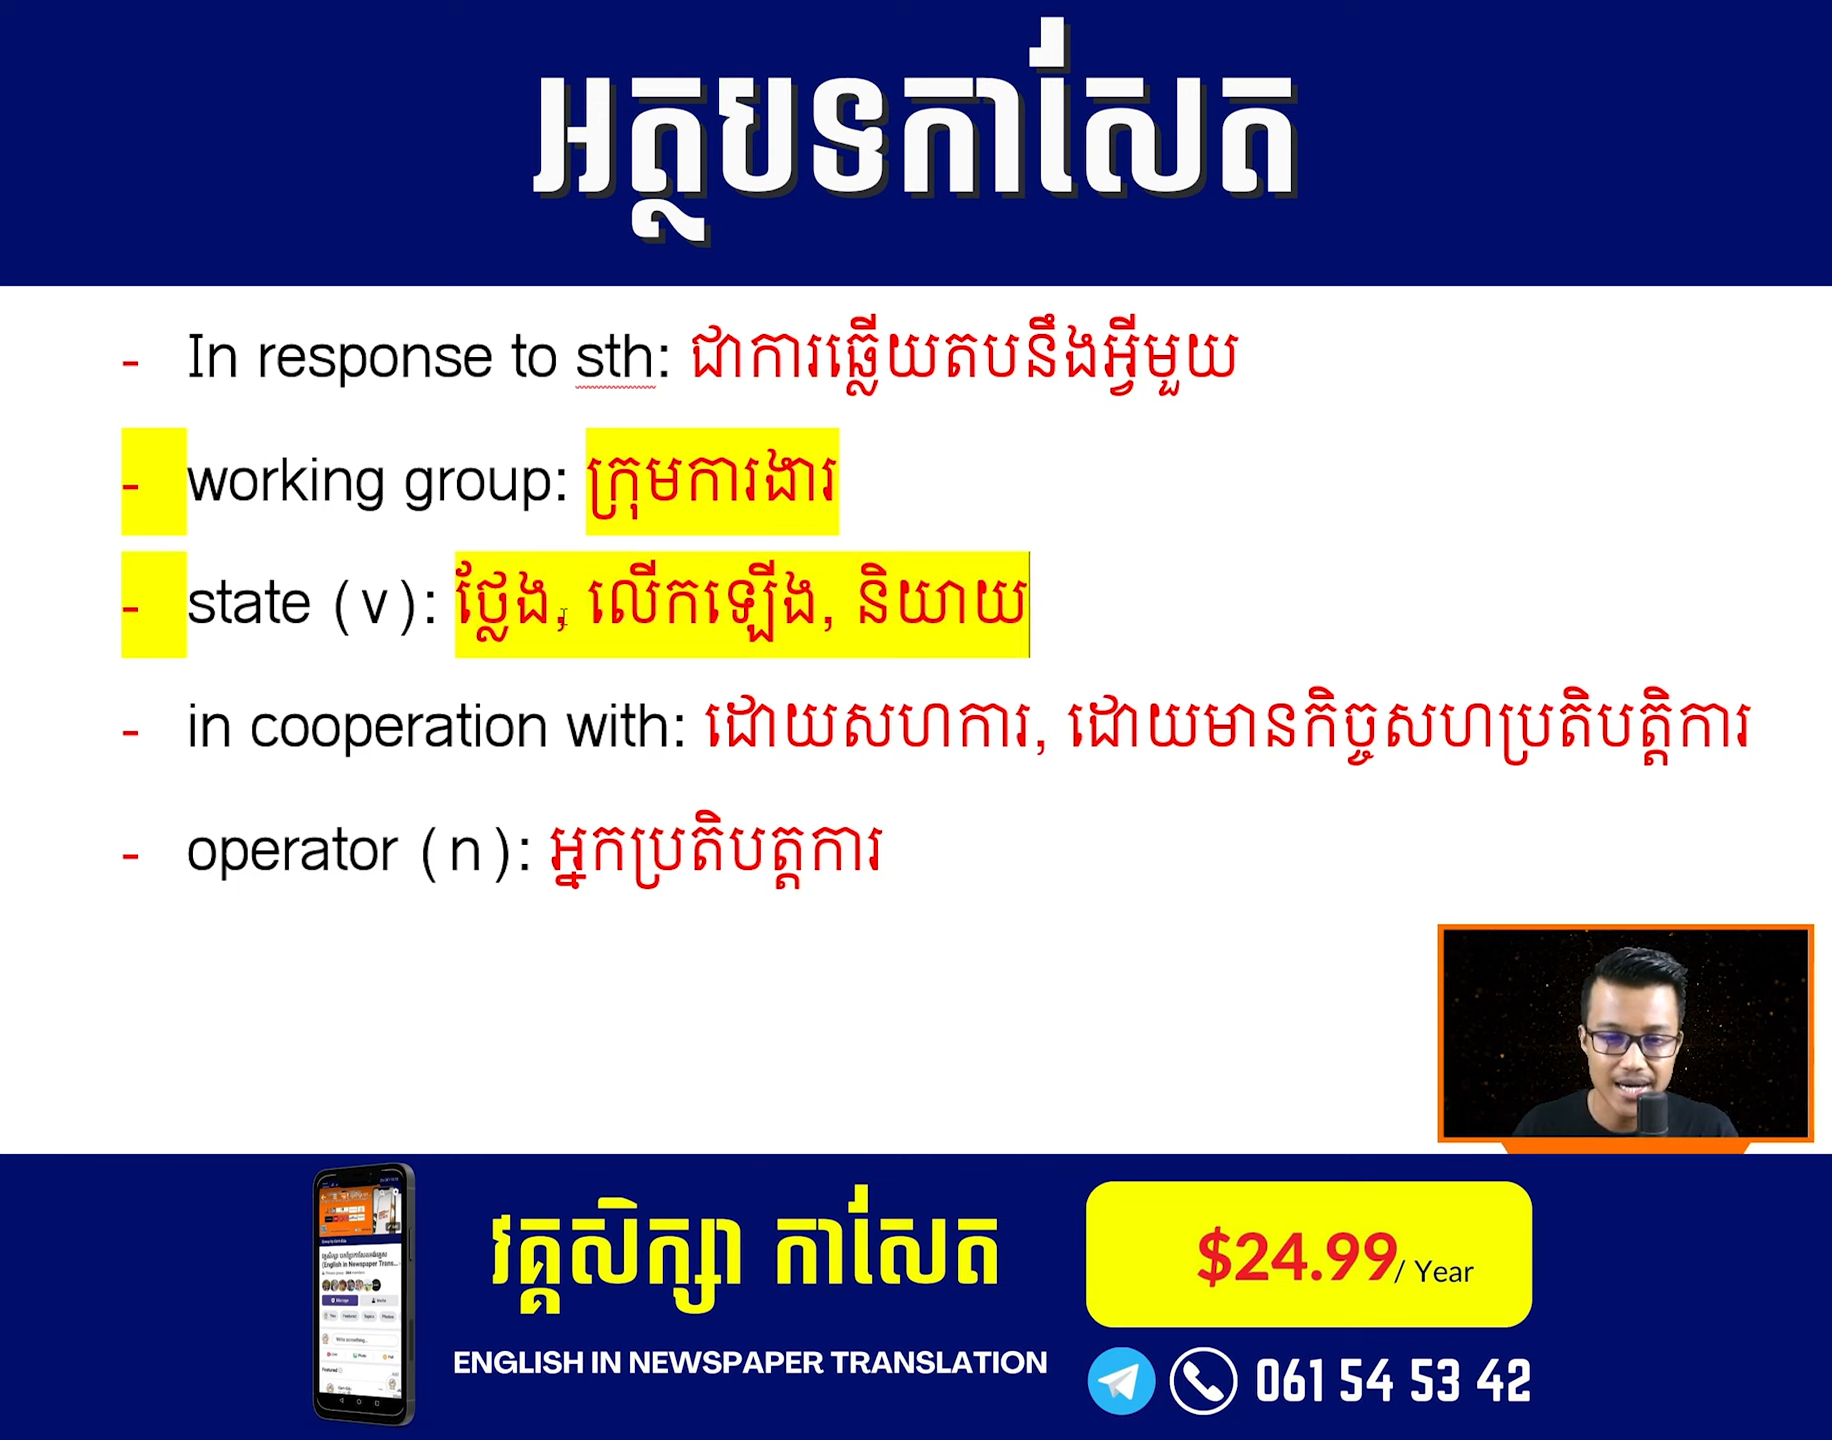 អត្ថបទកាសែត
- In response to sth: ជាការឆ្លើយតបនឹងអ្វីមួយ
- working group: ក្រុមការងារ
- state (v): ថ្លែង, លើកឡើង, និយាយ
- in cooperation with: ដោយសហការ, ដោយមានកិច្ចសហប្រតិបត្តិការ
- operator (n): អ្នកប្រតិបត្តការ
វគ្គសិក្សា កាសែត
ENGLISH IN NEWSPAPER TRANSLATION
$24.99/ Year
061 54 53 42